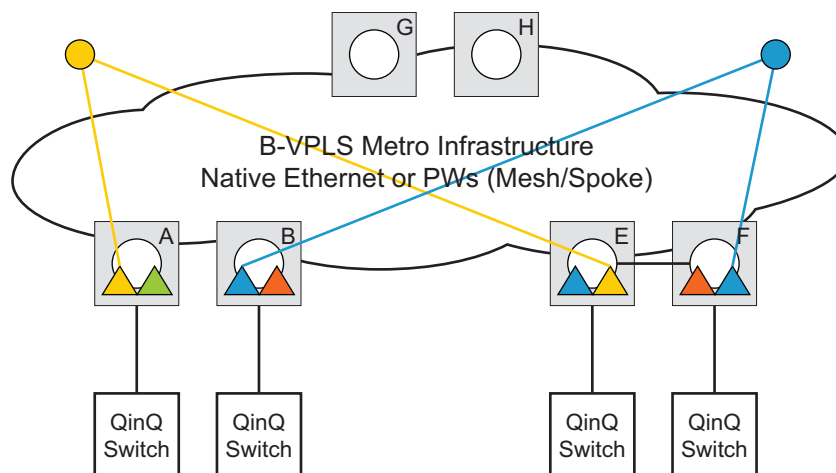 G
H
B-VPLS Metro Infrastructure
Native Ethernet or PWs (Mesh/Spoke)
A
B
E
F
QinQ
Switch
QinQ
Switch
QinQ
Switch
QinQ
Switch